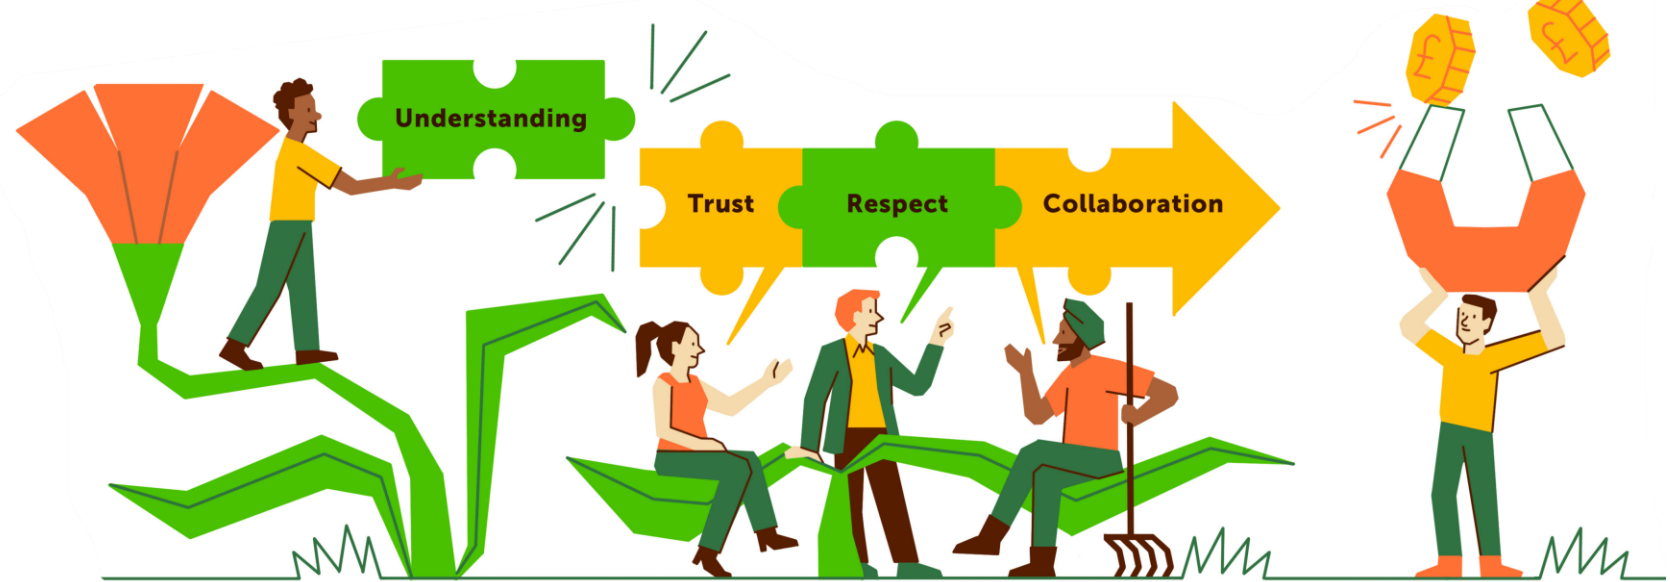 Understanding
Trust
Respect
Collaboration
£
£